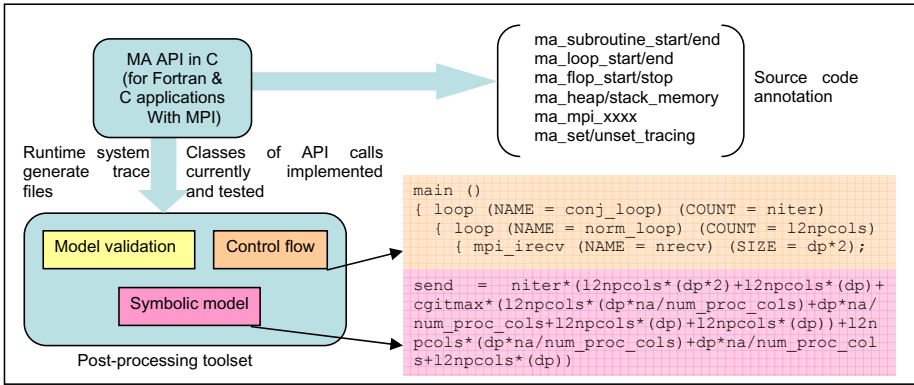 MA API in C
(for Fortran &
C applications
With MPI)
ma_subroutine_start/end
ma_loop_start/end
ma_flop_start/stop
ma_heap/stack_memory
ma_mpi_xxxx
ma_set/unset_tracing
Source code
annotation
Runtime system
generate trace
files
Classes of API calls
currently implemented
and tested
Model validation
Control flow
Symbolic model
Post-processing toolset
main ()
{ loop (NAME = conj_loop) (COUNT = niter)
{ loop (NAME = norm_loop) (COUNT = l2npcols)
{ mpi_irecv (NAME = nrecv) (SIZE = dp*2);
send = niter*(l2npcols*(dp*2)+l2npcols*(dp)+
cgitmax*(l2npcols*(dp*na/num_proc_cols)+dp*na/
num_proc_cols+l2npcols*(dp)+l2npcols*(dp))+l2n
pcols*(dp*na/num_proc_cols)+dp*na/num_proc_col
s+l2npcols*(dp))